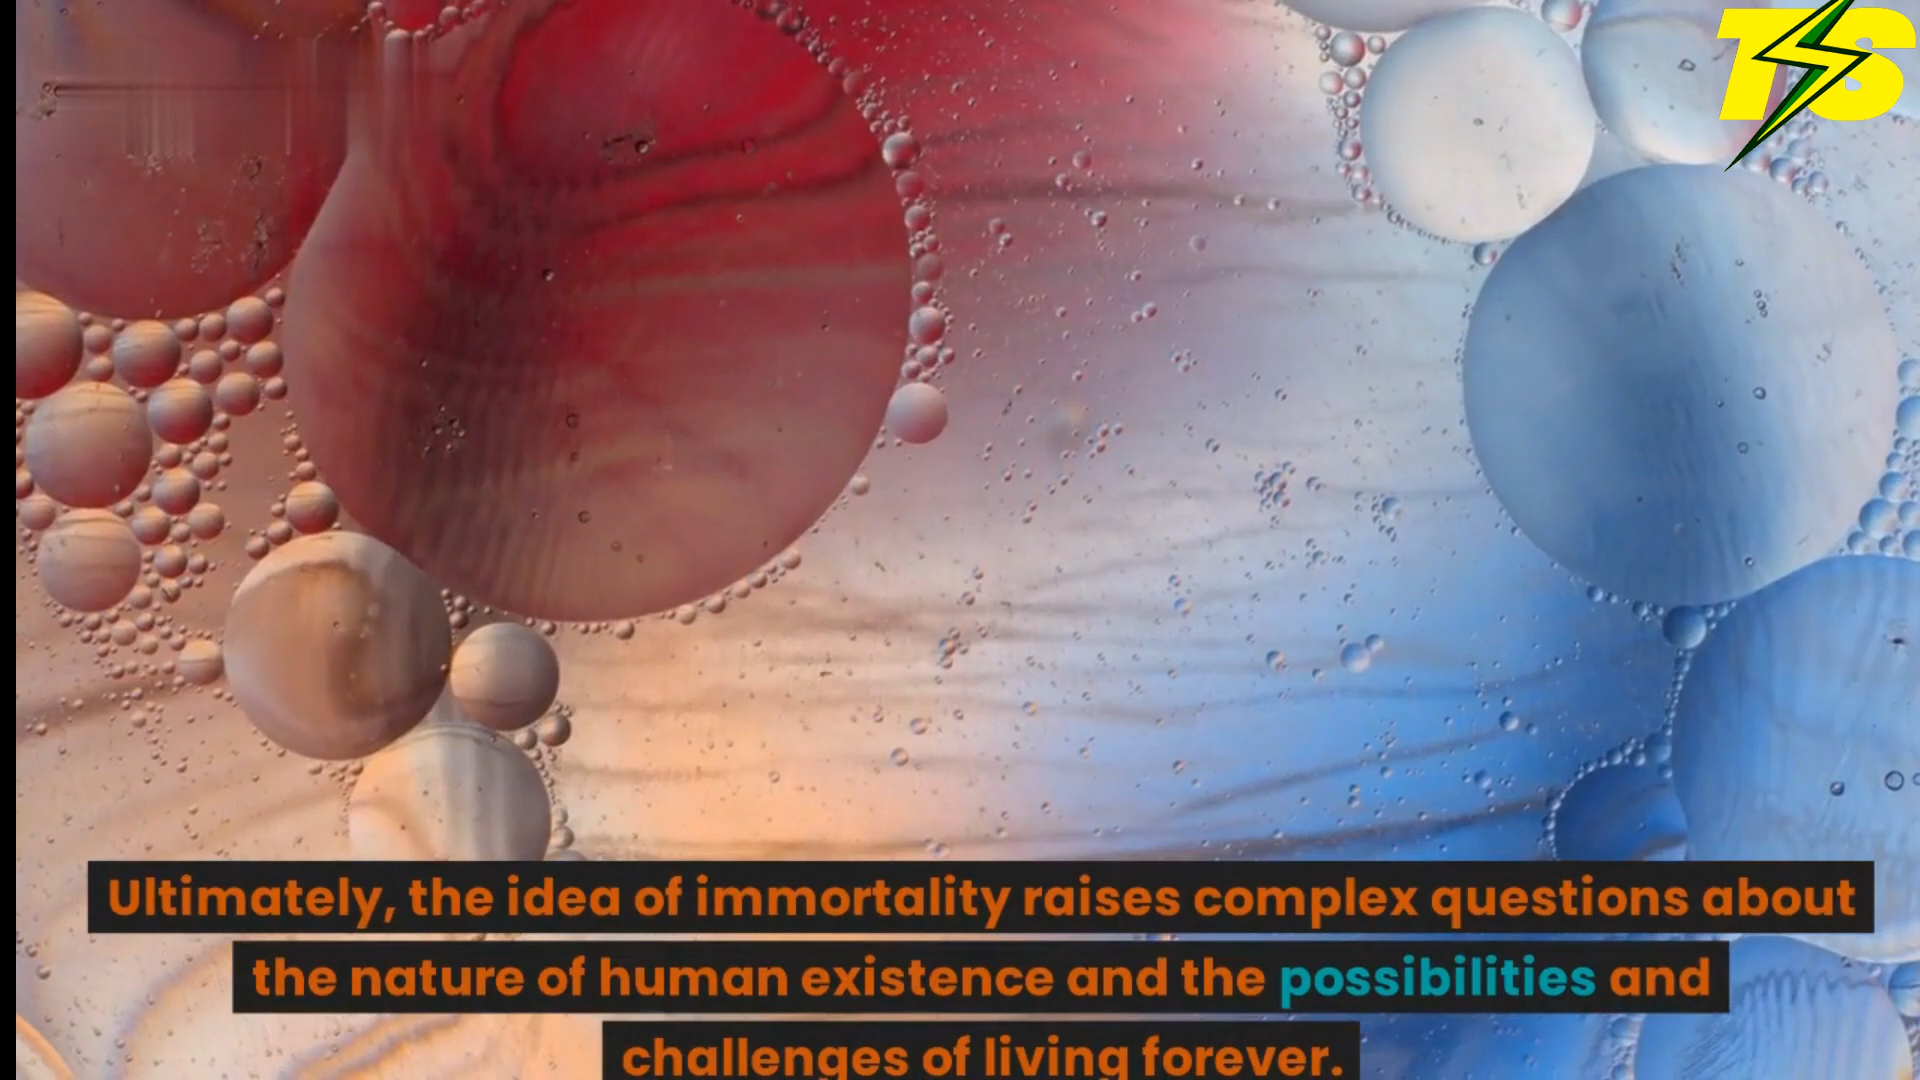 TS
Ultimately, the idea of immortality raises complex questions about
the nature of human existence and the possibilities and
challenges of living forever.